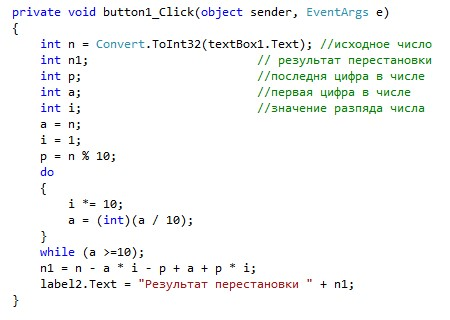 private void button1_Click(object sender, EventArgs e)
{
int n = Convert.ToInt32(textBox1.Text); //исходное число
int n1; // результат перестановки
int p; //последня цифра в числе
int a; //первая цифра в числе
int i; //значение разпяда числа
a = n;
i = 1;
p = n % 10;
do
{
i *= 10;
a = (int)(a / 10);
}
while (a >=10);
n1 = n - a * i - p + a + p * i;
label2.Text = "Результат перестановки " + n1;
}